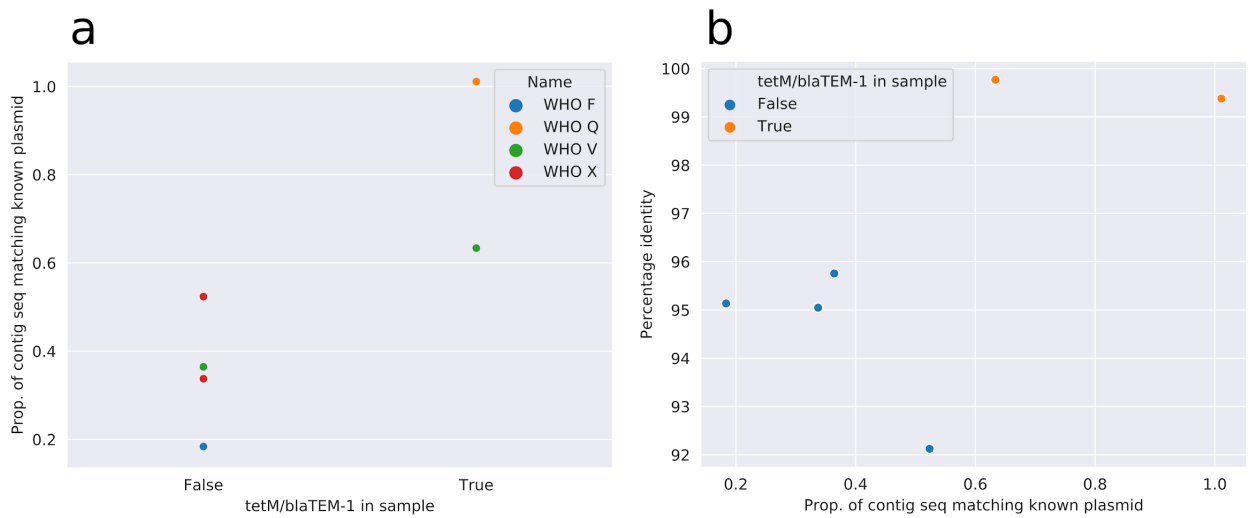 a
Prop. of contig seq matching known plasmid
1.0
0.8
0.6
0.4
0.2
False
True
tetM/blaTEM-1 in sample
Name
WHO F
WHO Q
WHO V
WHO X
b
Percentage identity
100
99
98
97
96
95
94
93
92
0.2
0.4
0.6
0.8
1.0
Prop. of contig seq matching known plasmid
tetM/blaTEM-1 in sample
False
True